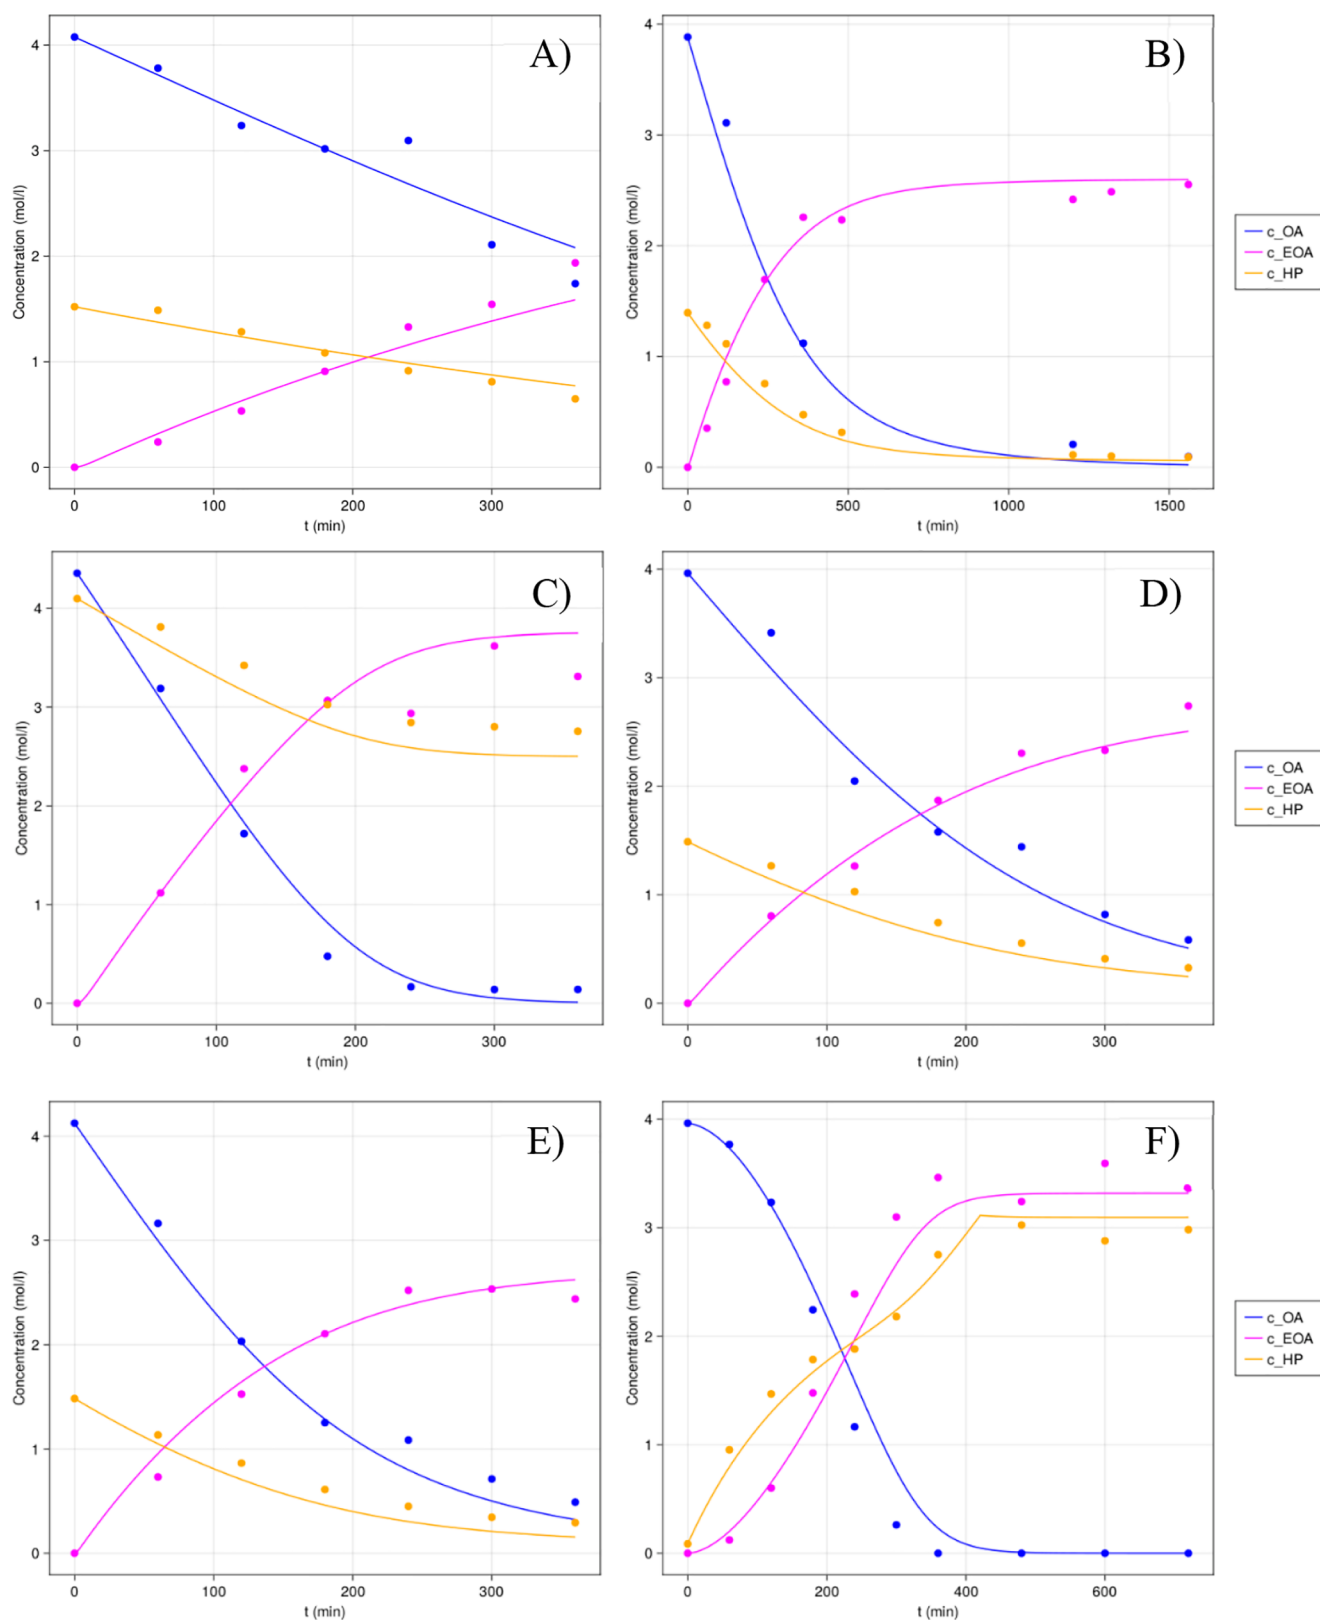 A)
4
3
2
1
0
Concentration (mol/l)
0 100 200 300
t (min)
B)
4
3
2
1
0
Concentration (mol/l)
0 500 1000 1500
t (min)
c_OA
c_EOA
c_HP
C)
4
3
2
1
0
Concentration (mol/l)
0 100 200 300
t (min)
D)
4
3
2
1
0
Concentration (mol/l)
0 100 200 300
t (min)
c_OA
c_EOA
c_HP
E)
4
3
2
1
0
Concentration (mol/l)
0 100 200 300
t (min)
F)
4
3
2
1
0
Concentration (mol/l)
0 200 400 600
t (min)
c_OA
c_EOA
c_HP